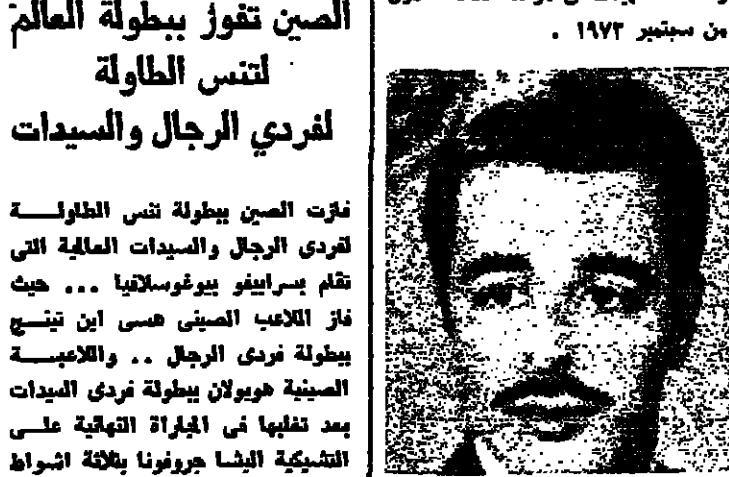 من سبتمبر ١٩٧٣ .
الصين تفوز ببطولة العالم
لتنس الطاولة
لفردي الرجال والسيدات
فازت الصين ببطولة تنس الطاولة
لفردى الرجال والسيدات العالمية التى
تقام بسراييفو بيوغوسلافيا ... حيث
فاز اللاعب الصينى هسى اين تينج
ببطولة فردى الرجال .. واللاعبة
الصينية هويولان ببطولة فردى السيدات
بعد تغلبها فى المباراة النهائية على
التشيكية اليشا جروفونا بثلاثة اشواط